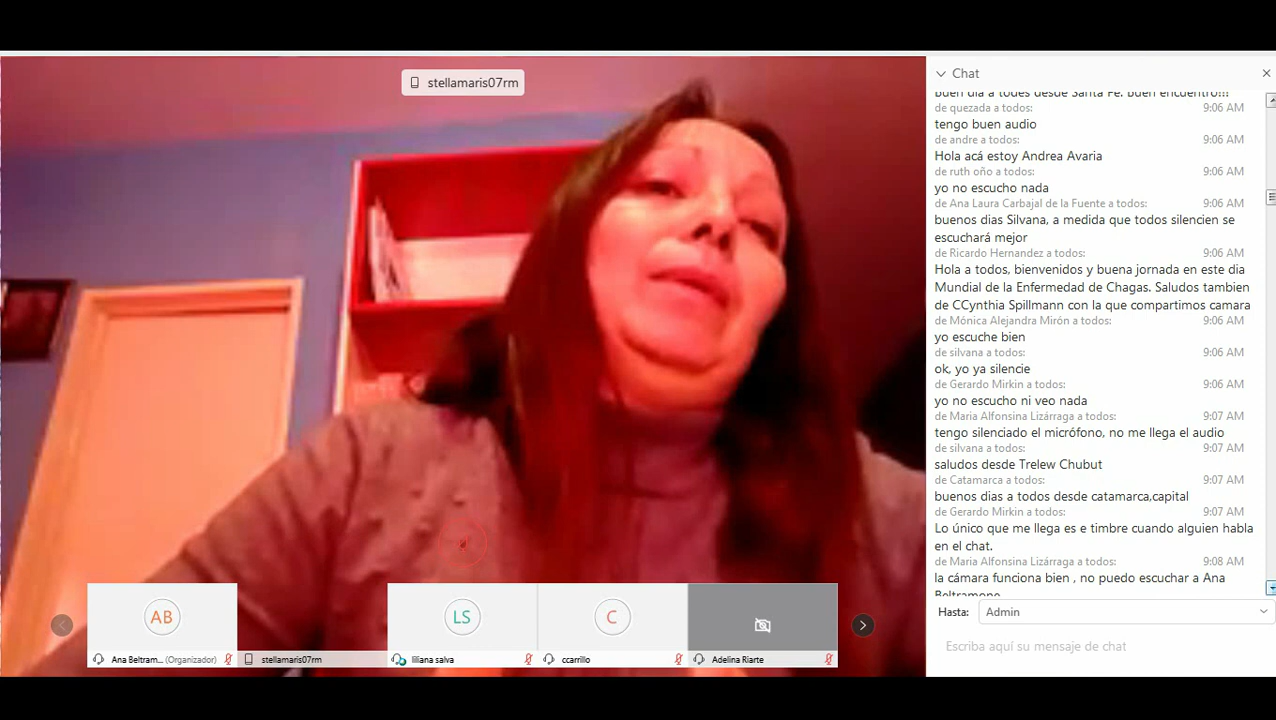 stellamaris07rm
AB
Ana Beltram... (Organizador)
stellamaris07rm
LS
liliana salva
C
ccarrillo
Adelina Riarte
Chat
Buen día a todes desde Santa Fe. Buen encuentro!!!
de quezada a todos: 9:06 AM
tengo buen audio
de andre a todos: 9:06 AM
Hola acá estoy Andrea Avaria
de ruth oño a todos: 9:06 AM
yo no escucho nada
de Ana Laura Carbajal de la Fuente a todos: 9:06 AM
buenos dias Silvana, a medida que todos silencien se
escuchará mejor
de Ricardo Hernandez a todos: 9:06 AM
Hola a todos, bienvenidos y buena jornada en este dia
Mundial de la Enfermedad de Chagas. Saludos tambien
de CCynthia Spillmann con la que compartimos camara
de Mónica Alejandra Mirón a todos: 9:06 AM
yo escuche bien
de silvana a todos: 9:06 AM
ok, yo ya silencie
de Gerardo Mirkin a todos: 9:06 AM
yo no escucho ni veo nada
de Maria Alfonsina Lizárraga a todos: 9:07 AM
tengo silenciado el micrófono, no me llega el audio
de silvana a todos: 9:07 AM
saludos desde Trelew Chubut
de Catamarca a todos: 9:07 AM
buenos dias a todos desde catamarca,capital
de Gerardo Mirkin a todos: 9:07 AM
Lo único que me llega es e timbre cuando alguien habla
en el chat.
de Maria Alfonsina Lizárraga a todos: 9:08 AM
la cámara funciona bien , no puedo escuchar a Ana
Beltramone
Hasta: Admin
Escriba aquí su mensaje de chat